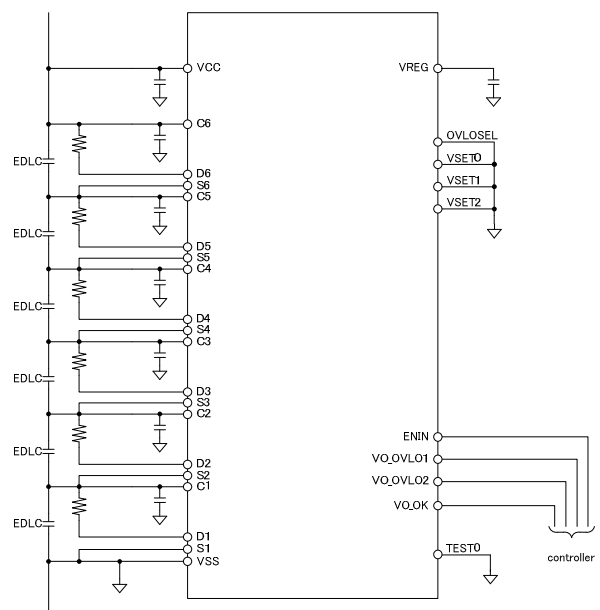 VCC
VREG
C6
OVLOSEL
VSET0
EDLC
D6
S6
VSET1
C5
VSET2
EDLC
D5
S5
C4
EDLC
D4
S4
C3
EDLC
D3
S3
C2
ENIN
VO_OVLO1
EDLC
D2
S2
VO_OVLO2
C1
VO_OK
EDLC
D1
S1
VSS
TEST0
controller